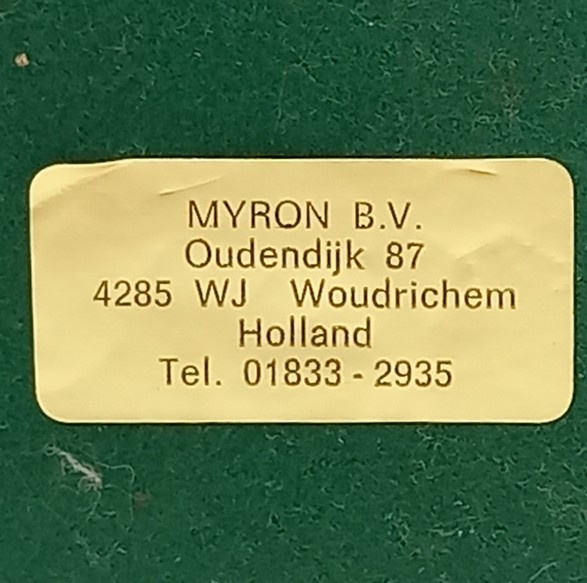 MYRON B.V.
Oudendijk 87
4285 WJ Woudrichem
Holland
Tel. 01833-2935